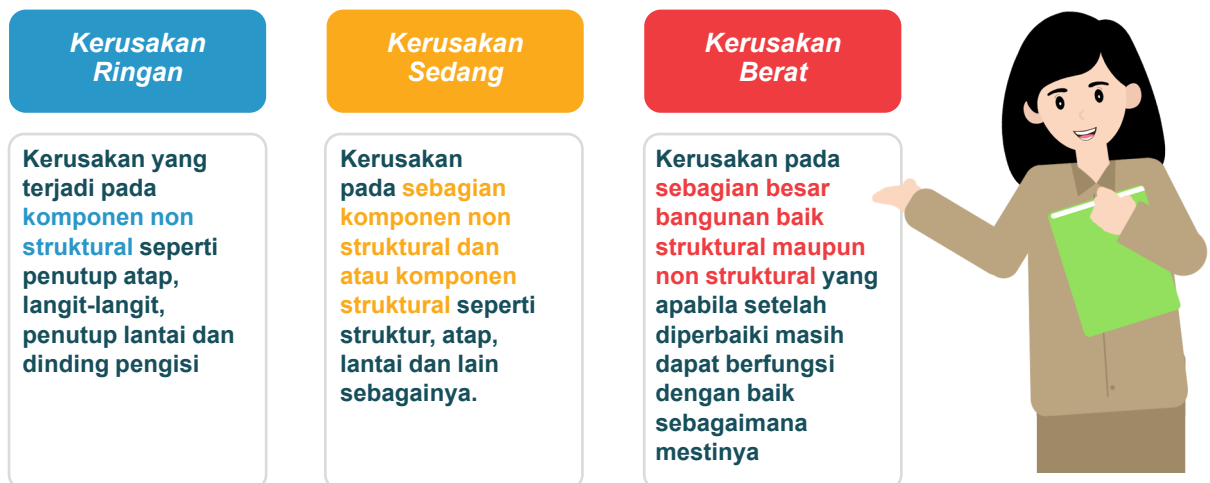 Kerusakan
Ringan
Kerusakan yang
terjadi pada
komponen non
struktural seperti
penutup atap,
langit-langit,
penutup lantai dan
dinding pengisi
Kerusakan
Sedang
Kerusakan
pada sebagian
komponen non
struktural dan
atau komponen
struktural seperti
struktur, atap,
lantai dan lain
sebagainya.
Kerusakan
Berat
Kerusakan pada
sebagian besar
bangunan baik
struktural maupun
non struktural yang
apabila setelah
diperbaiki masih
dapat berfungsi
dengan baik
sebagaimana
mestinya